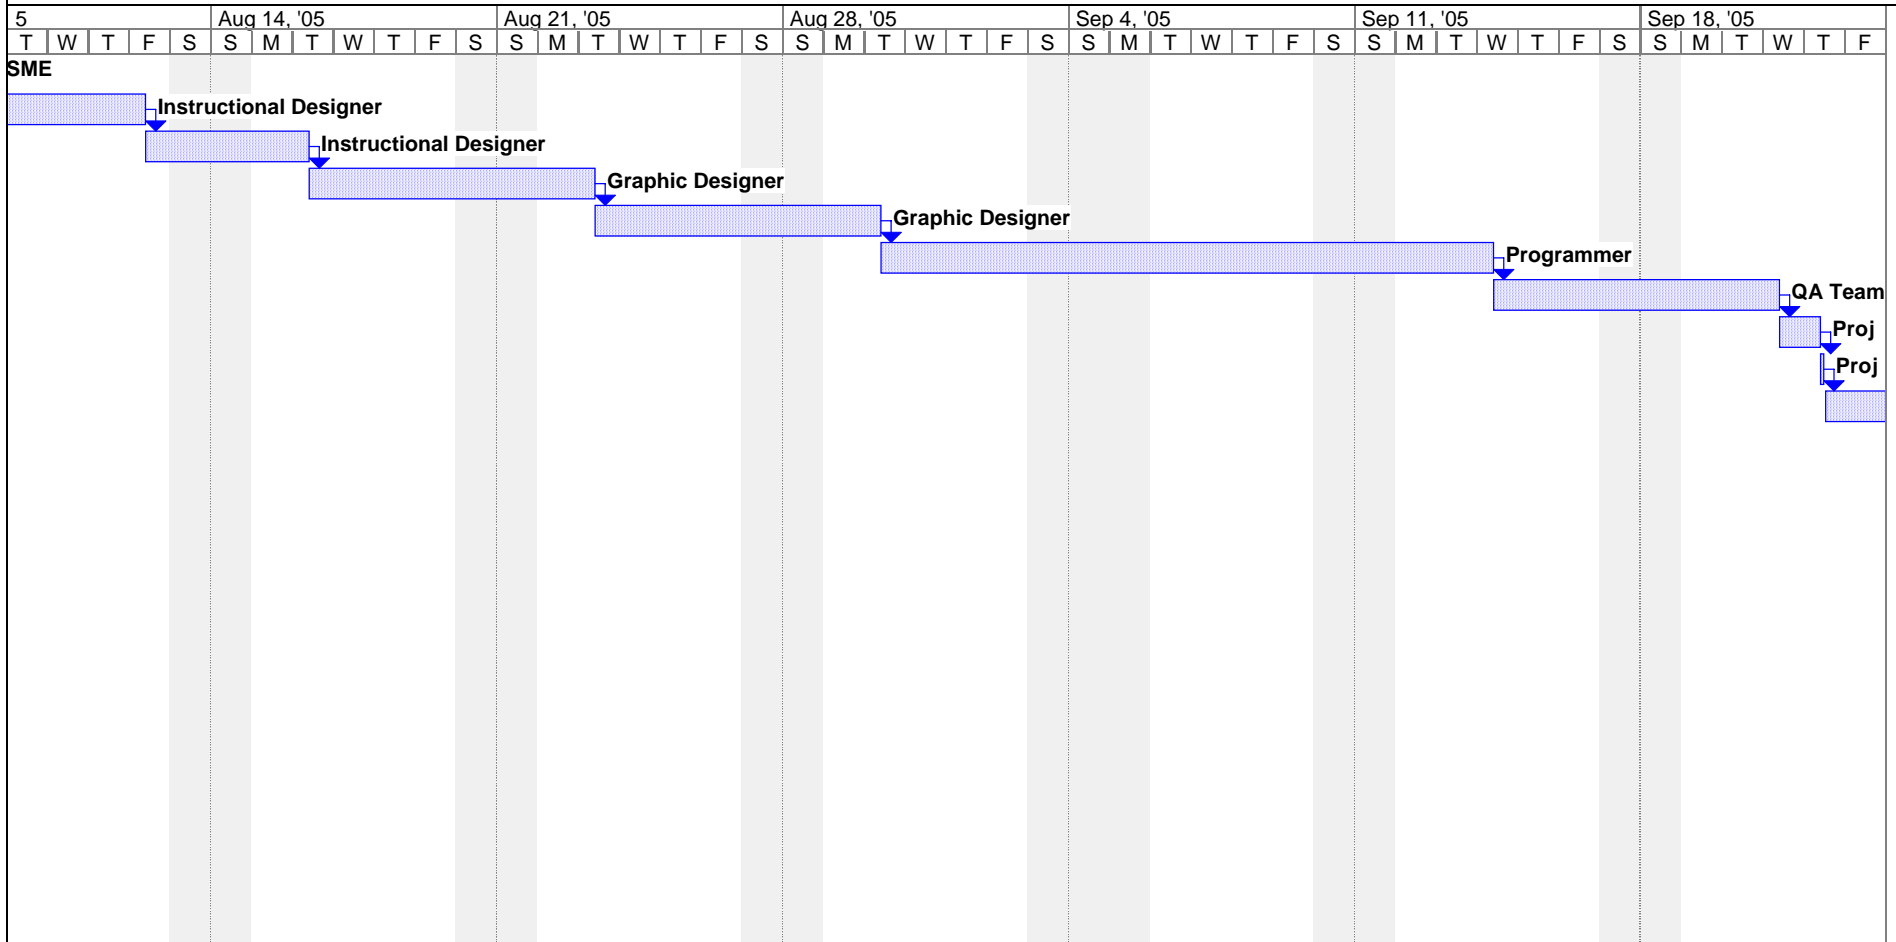 5 Aug 14, '05 Aug 21, '05 Aug 28, '05 Sep 4, '05 Sep 11, '05 Sep 18, '05
T W T F S S M T W T F S S M T W T F S S M T W T F S S M T W T F S S M T W T F S S M T W T F
SME
Instructional Designer
Instructional Designer
Graphic Designer
Graphic Designer
Programmer
QA Team
Proj
Proj